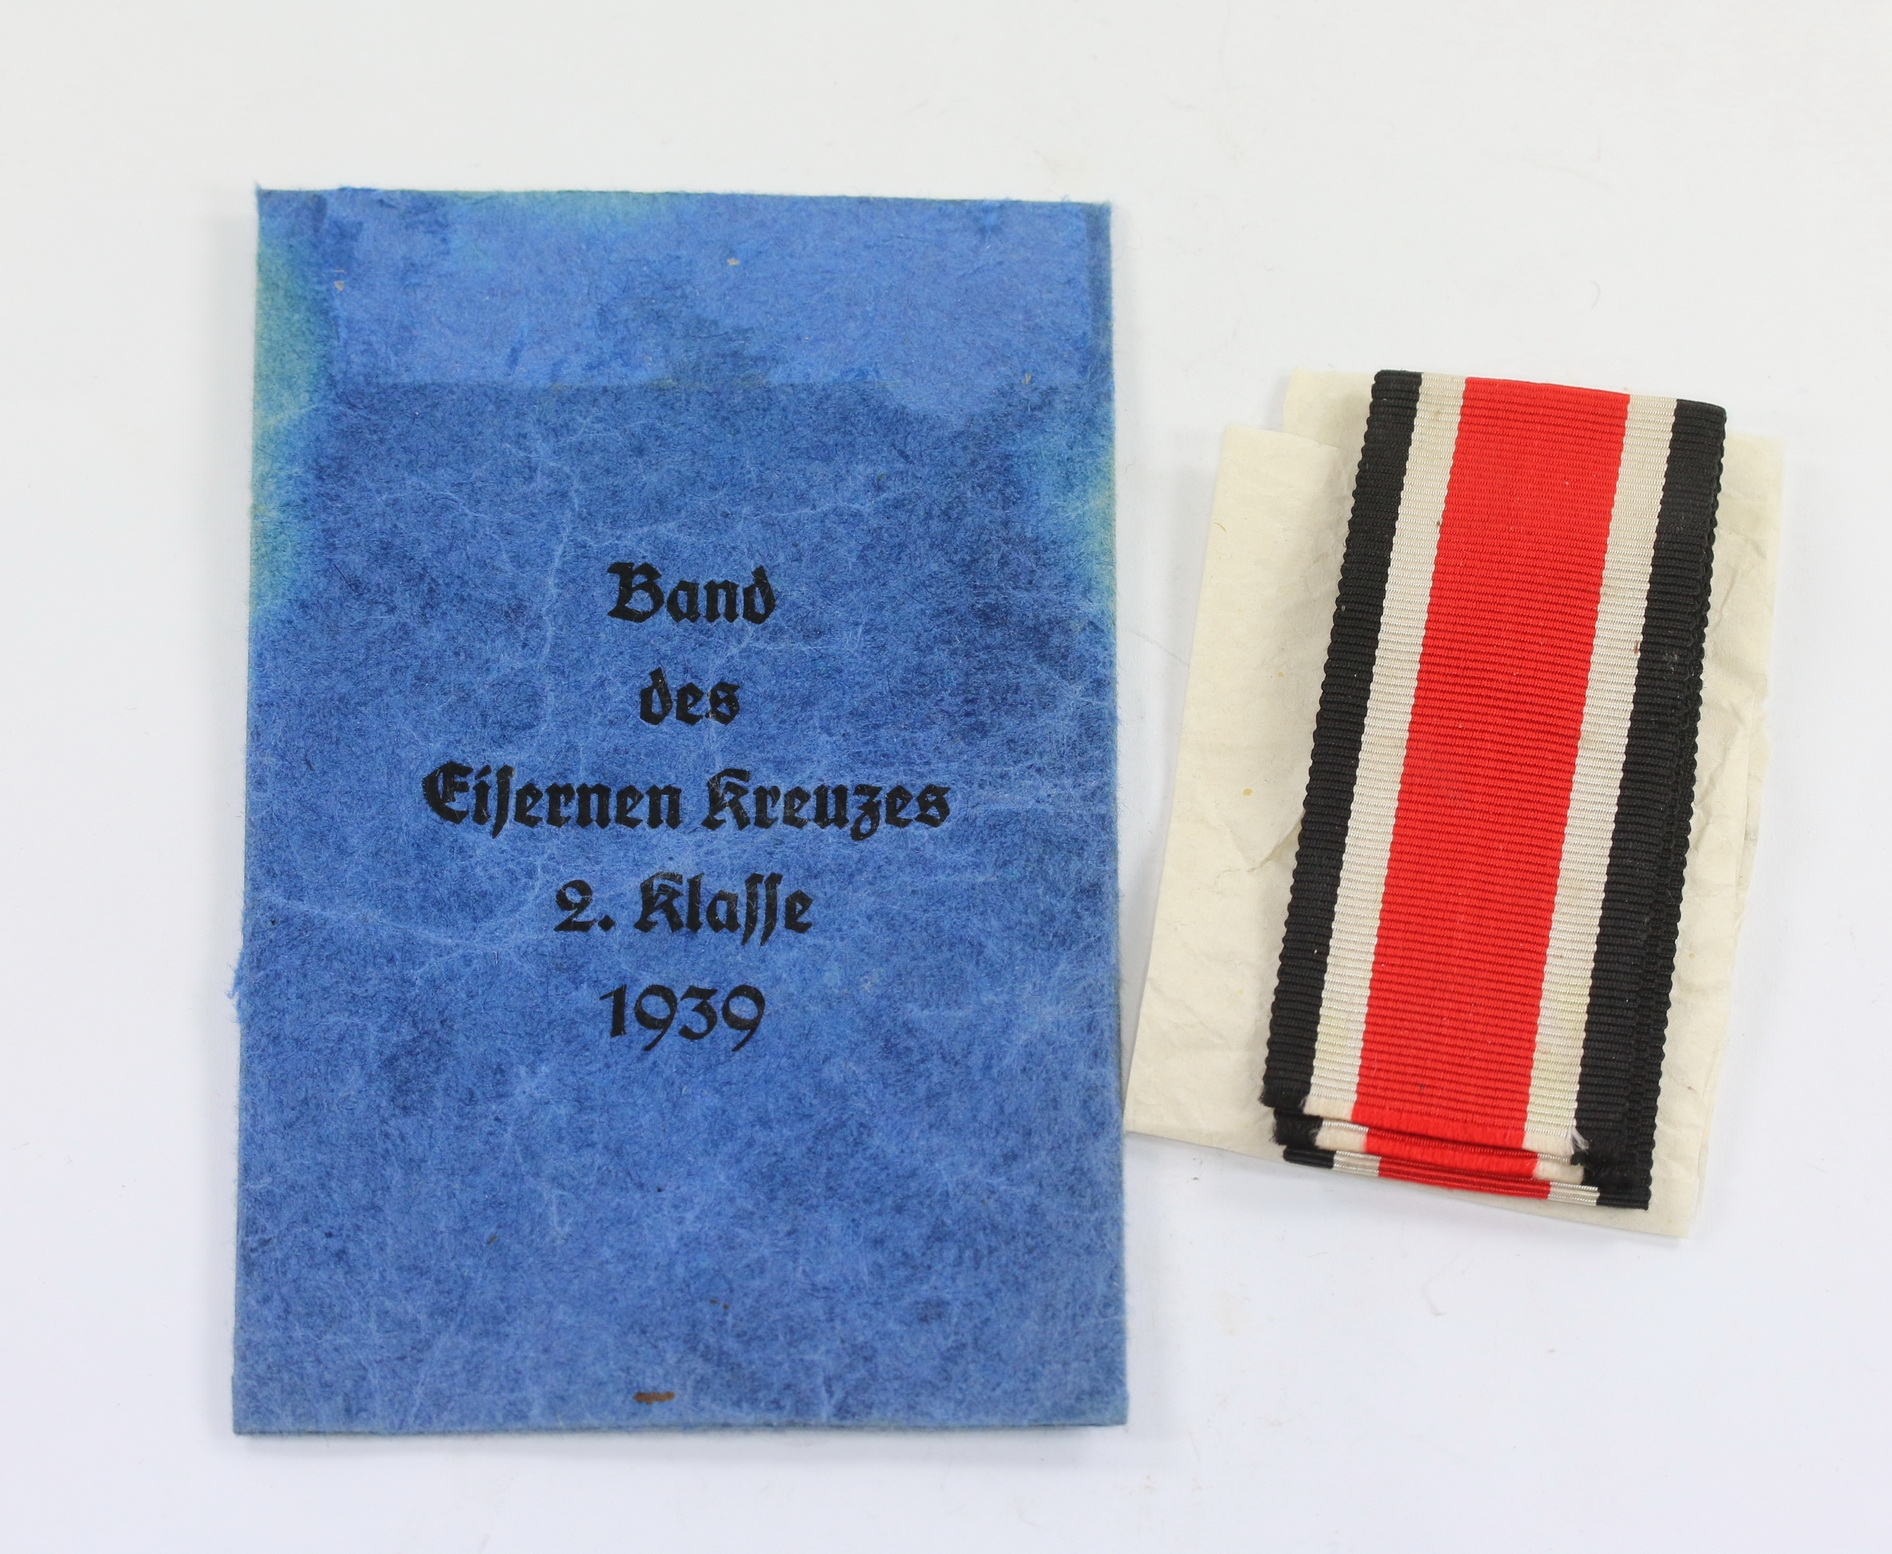 Band
des
Eiſernen Kreuzes
2. Klaſſe
1939